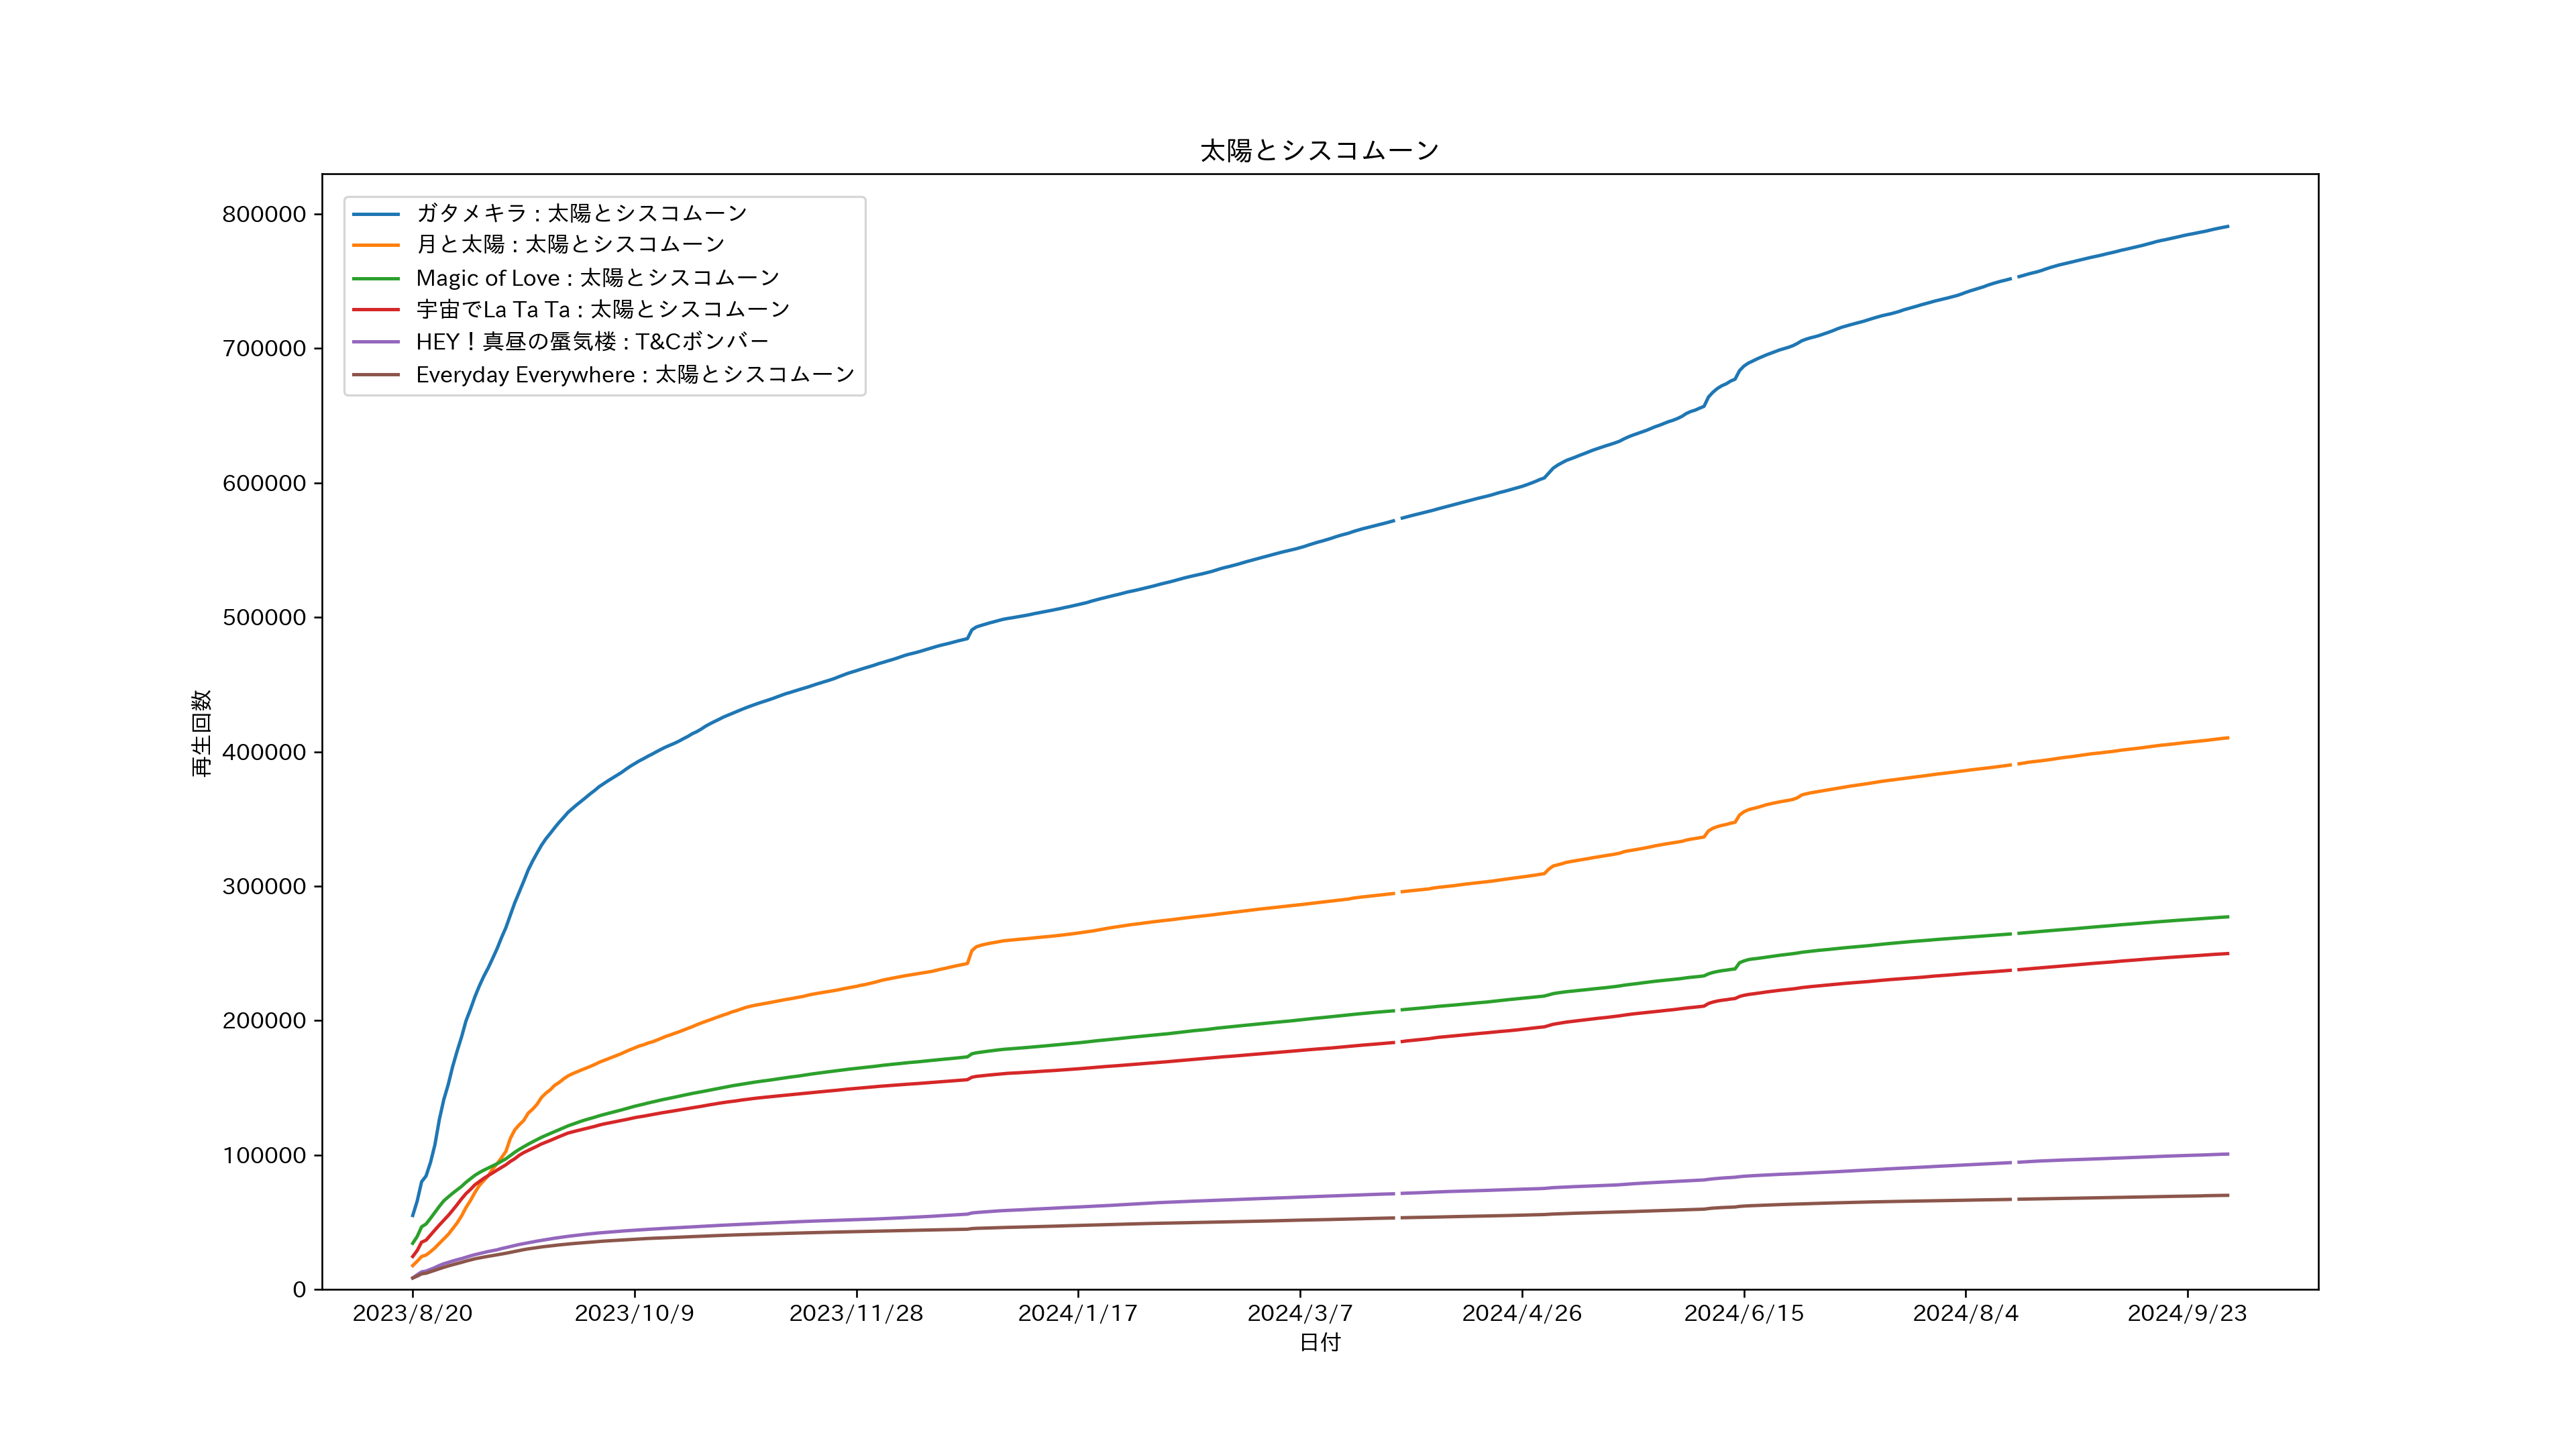 太陽とシスコムーン
ガタメキラ : 太陽とシスコムーン
月と太陽 : 太陽とシスコムーン
Magic of Love : 太陽とシスコムーン
宇宙でLa Ta Ta : 太陽とシスコムーン
HEY！真昼の蜃気楼 : T&Cボンバー
Everyday Everywhere : 太陽とシスコムーン
再生回数
800000
700000
600000
500000
400000
300000
200000
100000
0
2023/8/20 2023/10/9 2023/11/28 2024/1/17 2024/3/7 2024/4/26 2024/6/15 2024/8/4 2024/9/23
日付